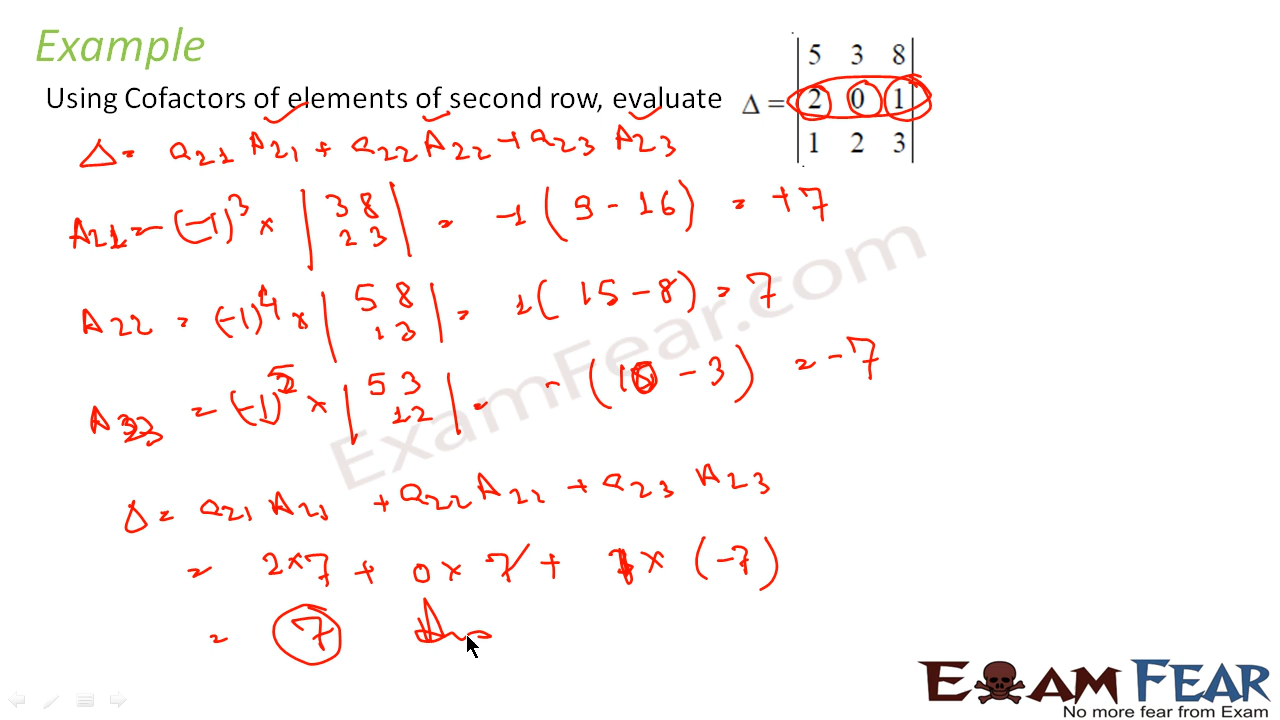 Example
Using Cofactors of elements of second row, evaluate Δ = | 5 3 8 |
| 2 0 1 |
| 1 2 3 |
Δ = a21 A21 + a22 A22 + a23 A23
A21 = (-1)^3 × | 3 8 | = -1 ( 9 - 16 ) = +7
| 2 3 |
A22 = (-1)^4 × | 5 8 | = 1 ( 15 - 8 ) = 7
| 1 3 |
A23 = (-1)^5 × | 5 3 | = - ( 10 - 3 ) = -7
| 1 2 |
Δ = a21 A21 + a22 A22 + a23 A23
= 2×7 + 0×7 + 1× (-7)
= 7 Ans
ExamFear.com
EXAM FEAR
No more fear from Exam